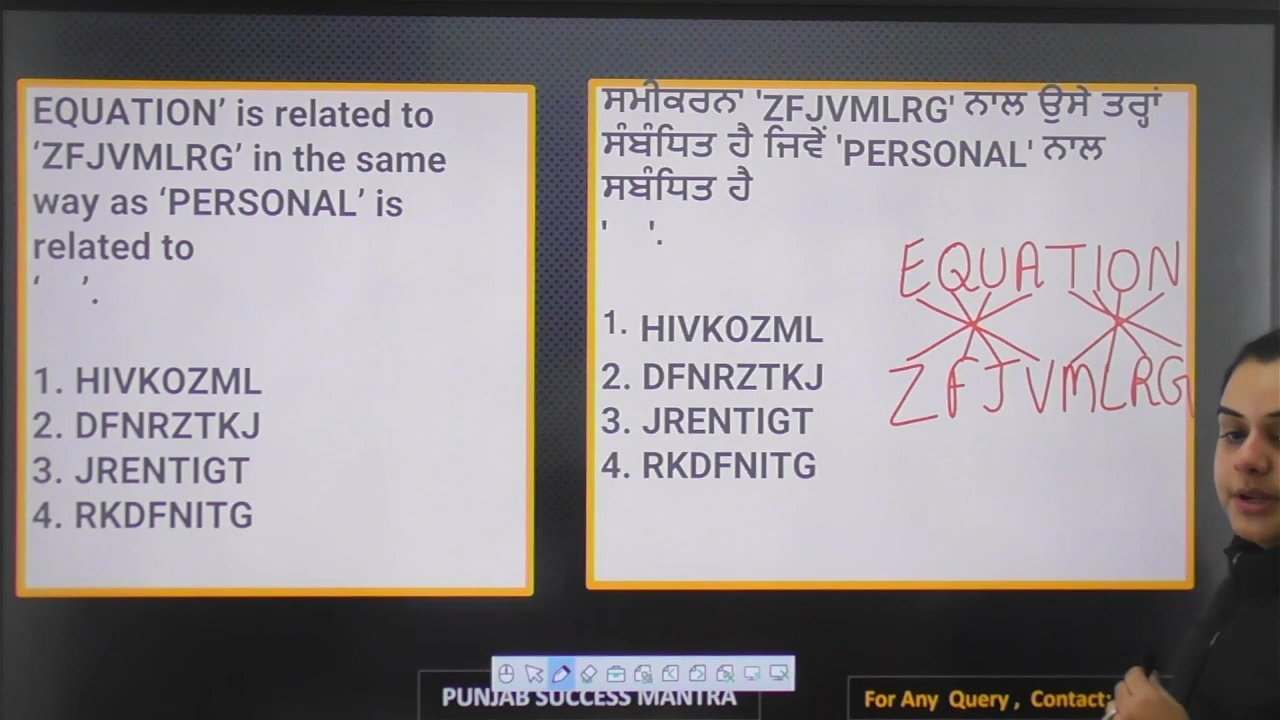 EQUATION’ is related to
‘ZFJVMLRG’ in the same
way as ‘PERSONAL’ is
related to
‘ ’.
1. HIVKOZML
2. DFNRZTKJ
3. JRENTIGT
4. RKDFNITG
ਸਮੀਕਰਨਾ 'ZFJVMLRG' ਨਾਲ ਉਸੇ ਤਰ੍ਹਾਂ
ਸੰਬੰਧਿਤ ਹੈ ਜਿਵੇਂ 'PERSONAL' ਨਾਲ
ਸਬੰਧਿਤ ਹੈ
' '.
1. HIVKOZML
2. DFNRZTKJ
3. JRENTIGT
4. RKDFNITG
EQUATION
ZFJVMLRG
PUNJAB SUCCESS MANTRA
For Any Query , Contact: